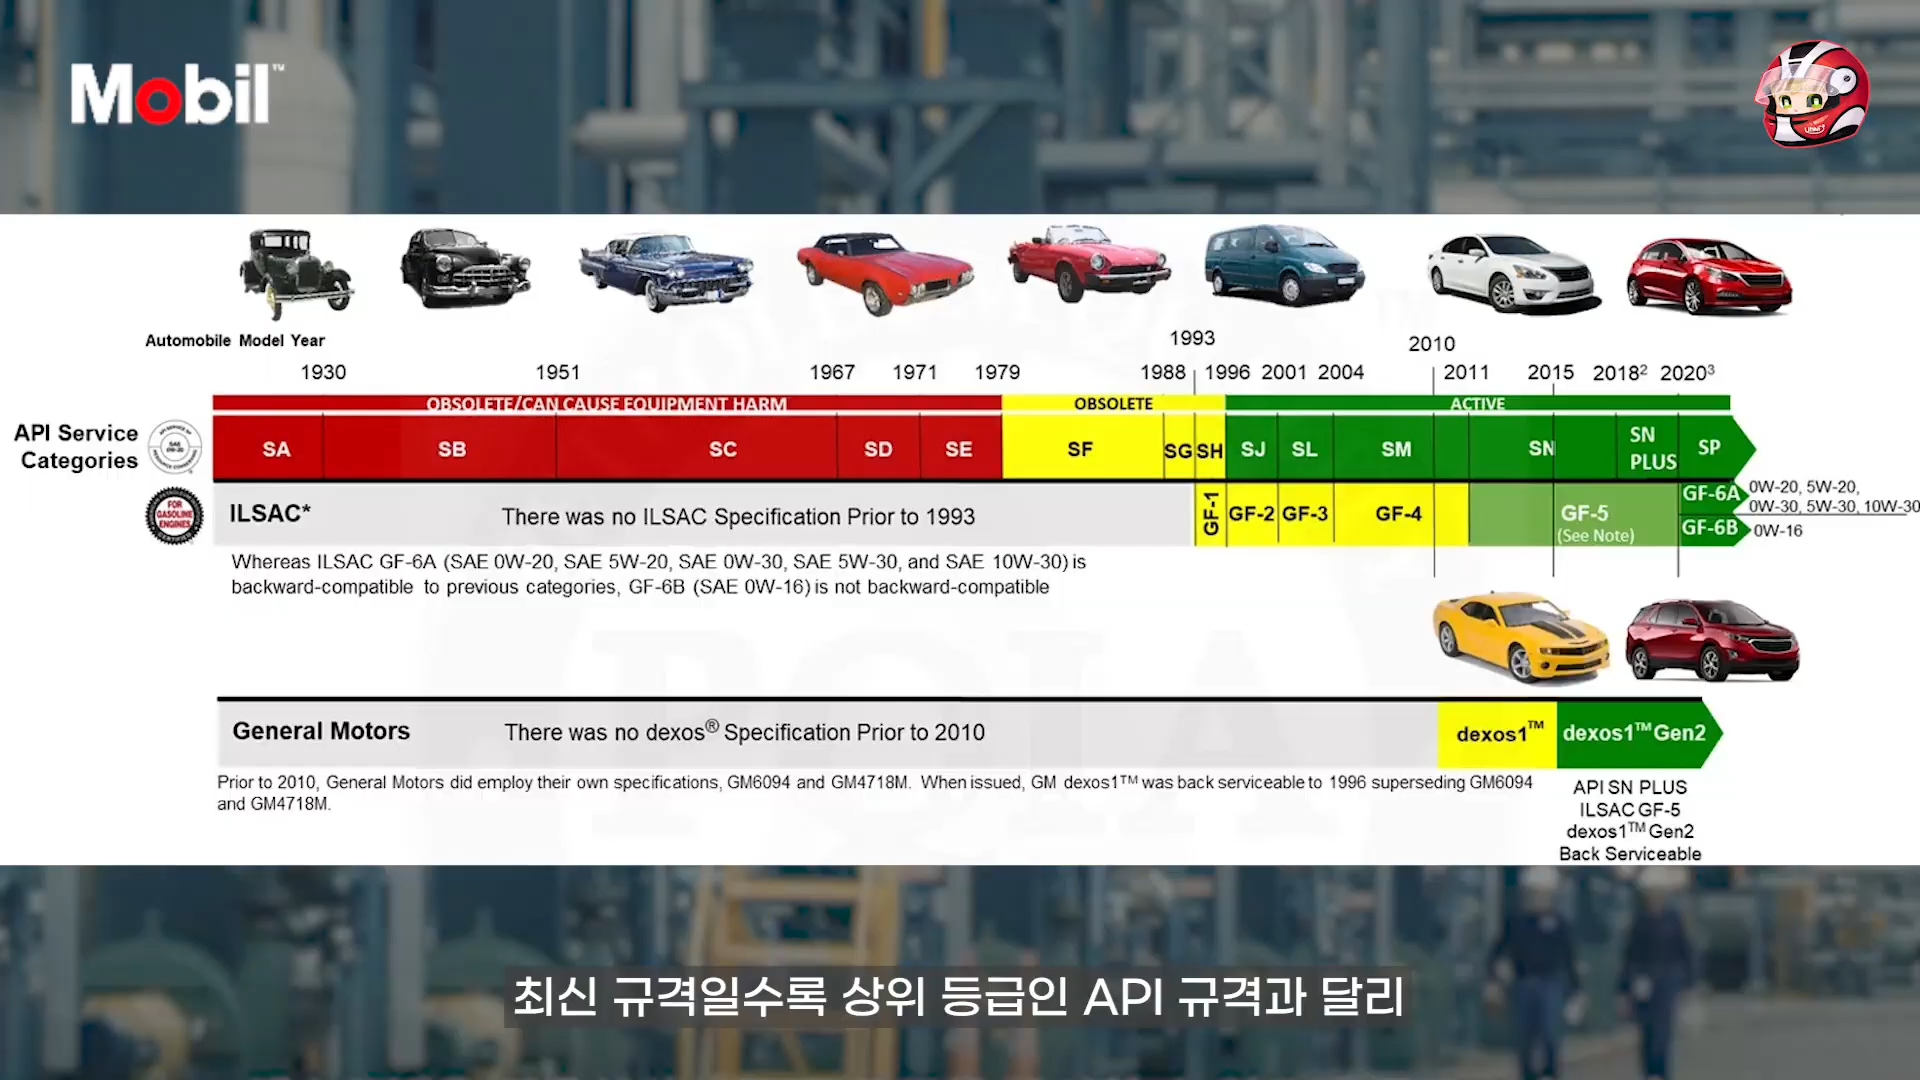 Mobil™
Automobile Model Year
1993
2010
1930 1951 1967 1971 1979 1988 1996 2001 2004 2011 2015 2018² 2020³
OBSOLETE/CAN CAUSE EQUIPMENT HARM OBSOLETE ACTIVE
API Service
Categories
SA SB SC SD SE SF SG SH SJ SL SM SN SN PLUS SP
FOR
GASOLINE
ENGINES
ILSAC* There was no ILSAC Specification Prior to 1993 GF-1 GF-2 GF-3 GF-4 GF-5
(See Note)
GF-6A 0W-20, 5W-20,
0W-30, 5W-30, 10W-30
GF-6B 0W-16
Whereas ILSAC GF-6A (SAE 0W-20, SAE 5W-20, SAE 0W-30, SAE 5W-30, and SAE 10W-30) is
backward-compatible to previous categories, GF-6B (SAE 0W-16) is not backward-compatible
General Motors There was no dexos® Specification Prior to 2010 dexos1™ dexos1™ Gen2
Prior to 2010, General Motors did employ their own specifications, GM6094 and GM4718M. When issued, GM dexos1™ was back serviceable to 1996 superseding GM6094
and GM4718M.
API SN PLUS
ILSAC GF-5
dexos1™ Gen2
Back Serviceable
최신 규격일수록 상위 등급인 API 규격과 달리